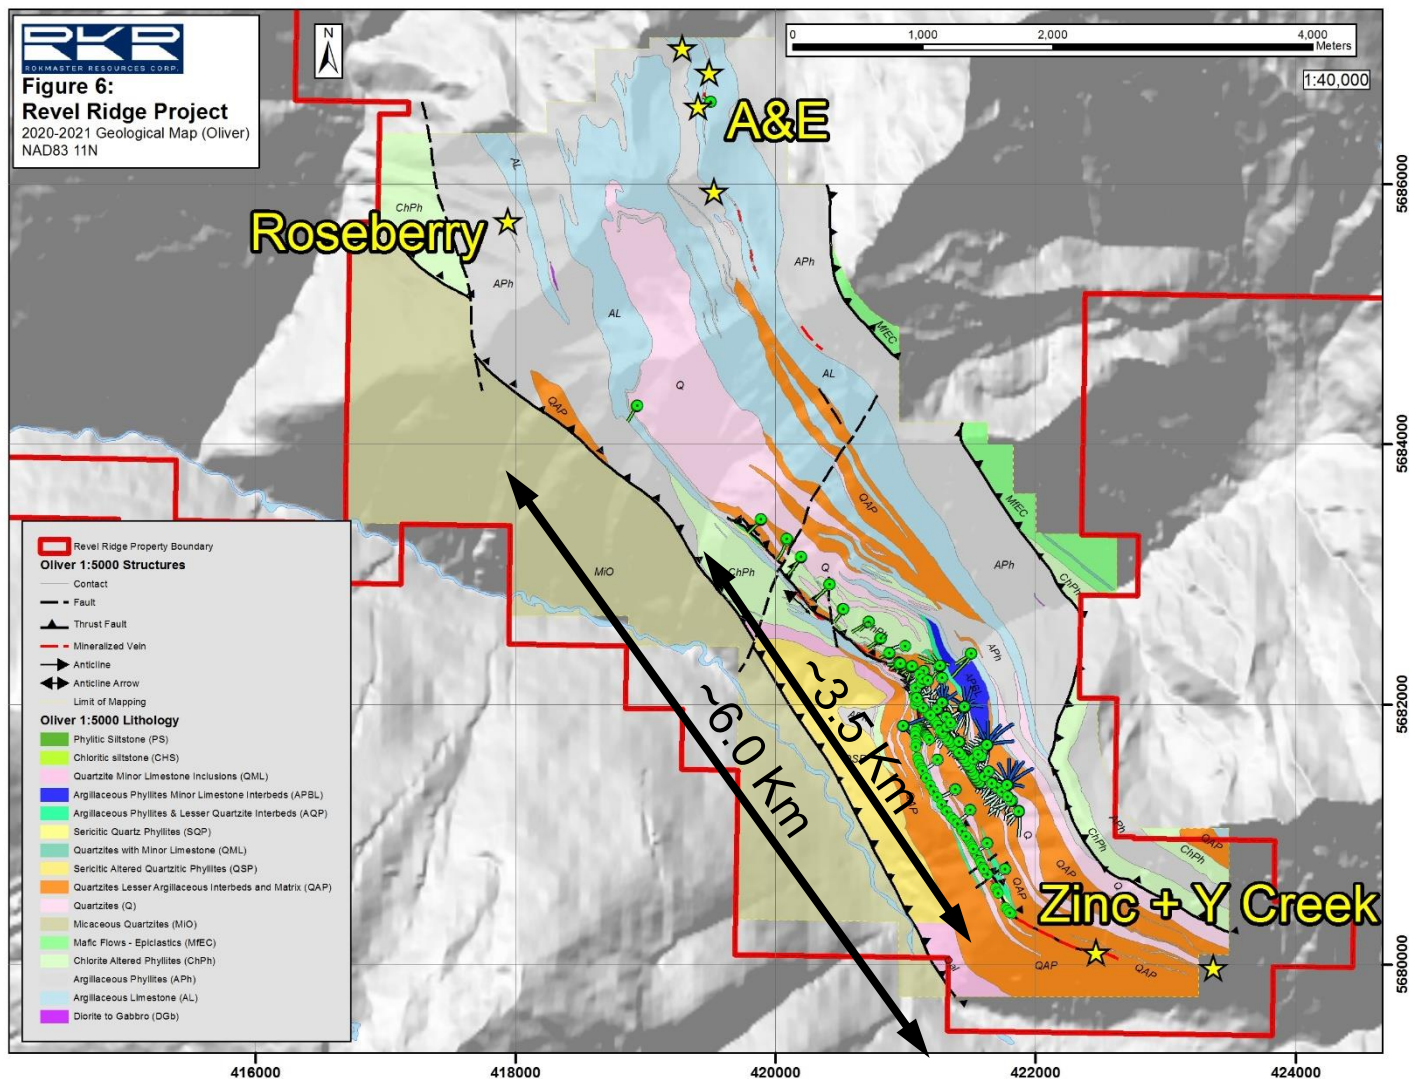 RKR
ROKMASTER RESOURCES CORP.
Figure 6:
Revel Ridge Project
2020-2021 Geological Map (Oliver)
NAD83 11N
N
0 1,000 2,000 4,000
Meters
1:40,000
A&E
Roseberry
Zinc + Y Creek
~6.0 Km
~3.5 Km
AL
ChPh
APh
APh
AL
MfEC
AL
Q
QAP
QAP
MfEC
APh
ChPh
MiO
ChPh
Q
ChPh
APh
APBL
QAP
Q
ChPh
APh
ChPh
QAP
QAP
QAP
Q
QAP
QAP
5686000
5684000
5682000
5680000
416000
418000
420000
422000
424000
Revel Ridge Property Boundary
Oliver 1:5000 Structures
Contact
Fault
Thrust Fault
Mineralized Vein
Anticline
Anticline Arrow
Limit of Mapping
Oliver 1:5000 Lithology
Phylitic Siltstone (PS)
Chloritic siltstone (CHS)
Quartzite Minor Limestone Inclusions (QML)
Argillaceous Phyllites Minor Limestone Interbeds (APBL)
Argillaceous Phyllites & Lesser Quartzite Interbeds (AQP)
Sericitic Quartz Phyllites (SQP)
Quartzites with Minor Limestone (QML)
Sericitic Altered Quartzitic Phyllites (QSP)
Quartzites Lesser Argillaceous Interbeds and Matrix (QAP)
Quartzites (Q)
Micaceous Quartzites (MiO)
Mafic Flows - Epiclastics (MfEC)
Chlorite Altered Phyllites (ChPh)
Argillaceous Phyllites (APh)
Argillaceous Limestone (AL)
Diorite to Gabbro (DGb)